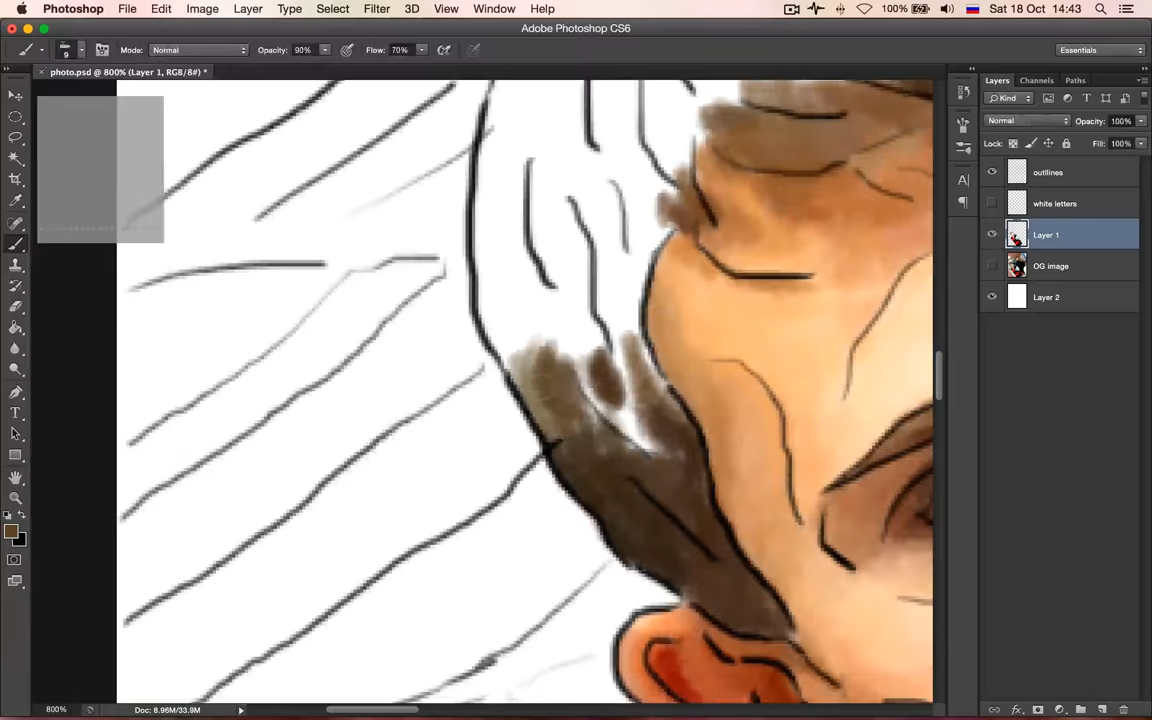 Photoshop File Edit Image Layer Type Select Filter 3D View Window Help 100% Sat 18 Oct 14:43
Adobe Photoshop CS6
9 Mode: Normal Opacity: 90% Flow: 70% Essentials
× photo.psd @ 800% (Layer 1, RGB/8#) *
Layers Channels Paths
Kind
Normal Opacity: 100%
Lock: Fill: 100%
outlines
white letters
Layer 1
OG image
Layer 2
800% Doc: 8.96M/33.9M